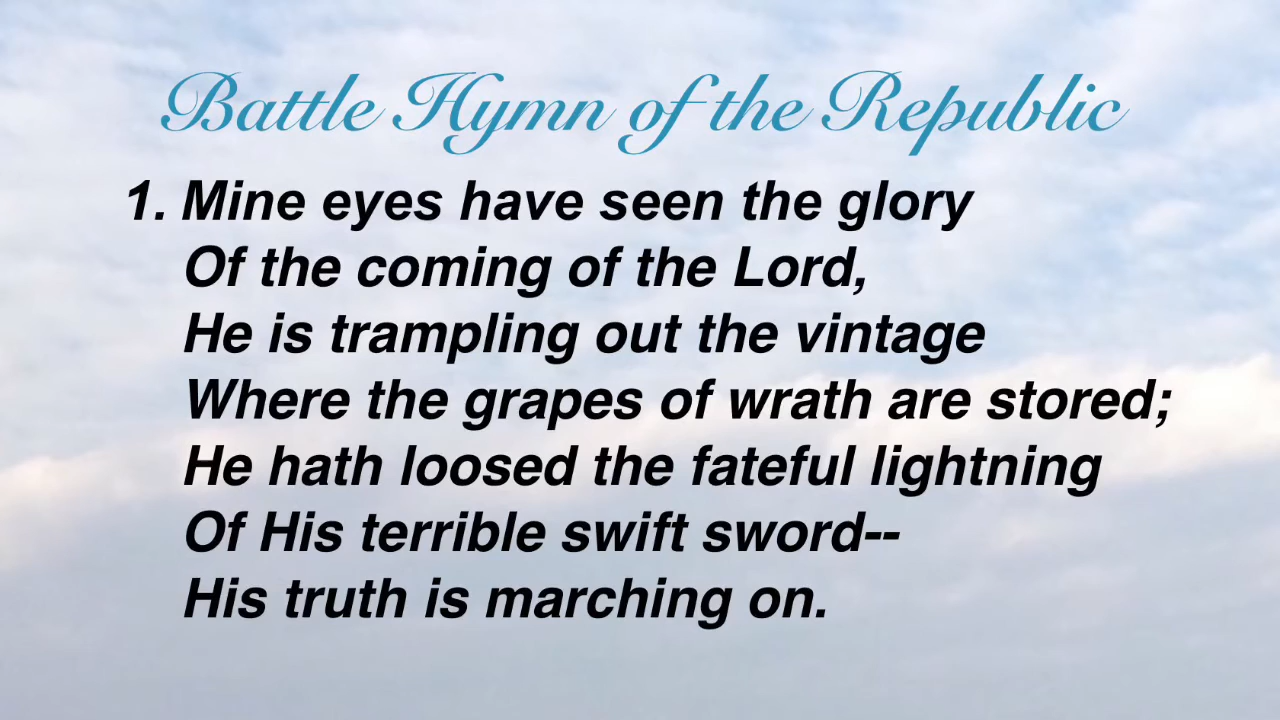 Battle Hymn of the Republic
1. Mine eyes have seen the glory
Of the coming of the Lord,
He is trampling out the vintage
Where the grapes of wrath are stored;
He hath loosed the fateful lightning
Of His terrible swift sword--
His truth is marching on.